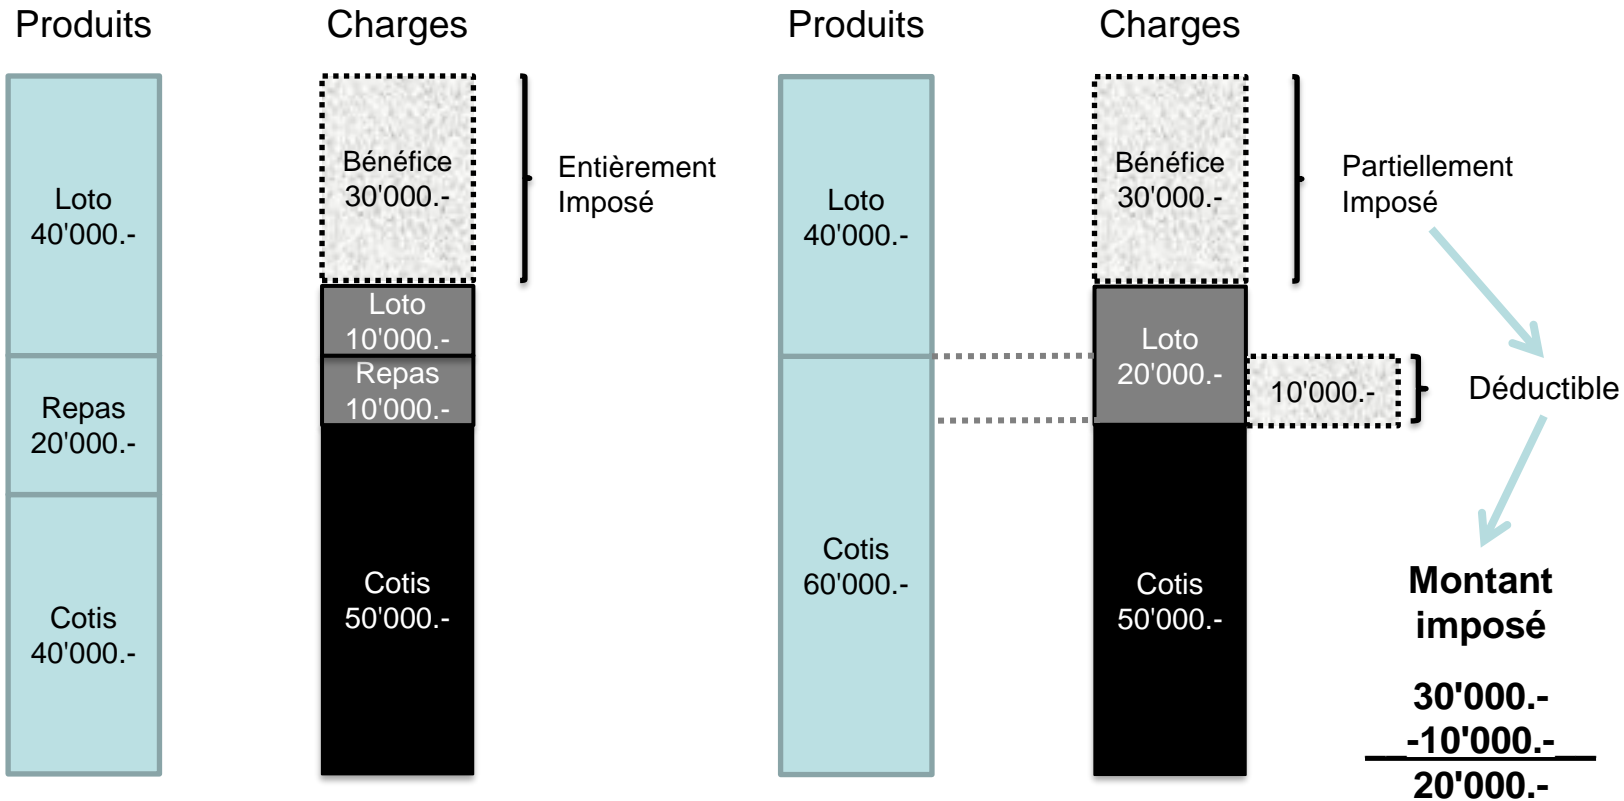 Produits
Charges
Loto
40'000.-
Repas
20'000.-
Cotis
40'000.-
Bénéfice
30'000.-
Loto
10'000.-
Repas
10'000.-
Cotis
50'000.-
Entièrement
Imposé
Produits
Charges
Loto
40'000.-
Cotis
60'000.-
Bénéfice
30'000.-
Loto
20'000.-
Cotis
50'000.-
10'000.-
Partiellement
Imposé
Déductible
Montant
imposé
30'000.-
-10'000.-
20'000.-